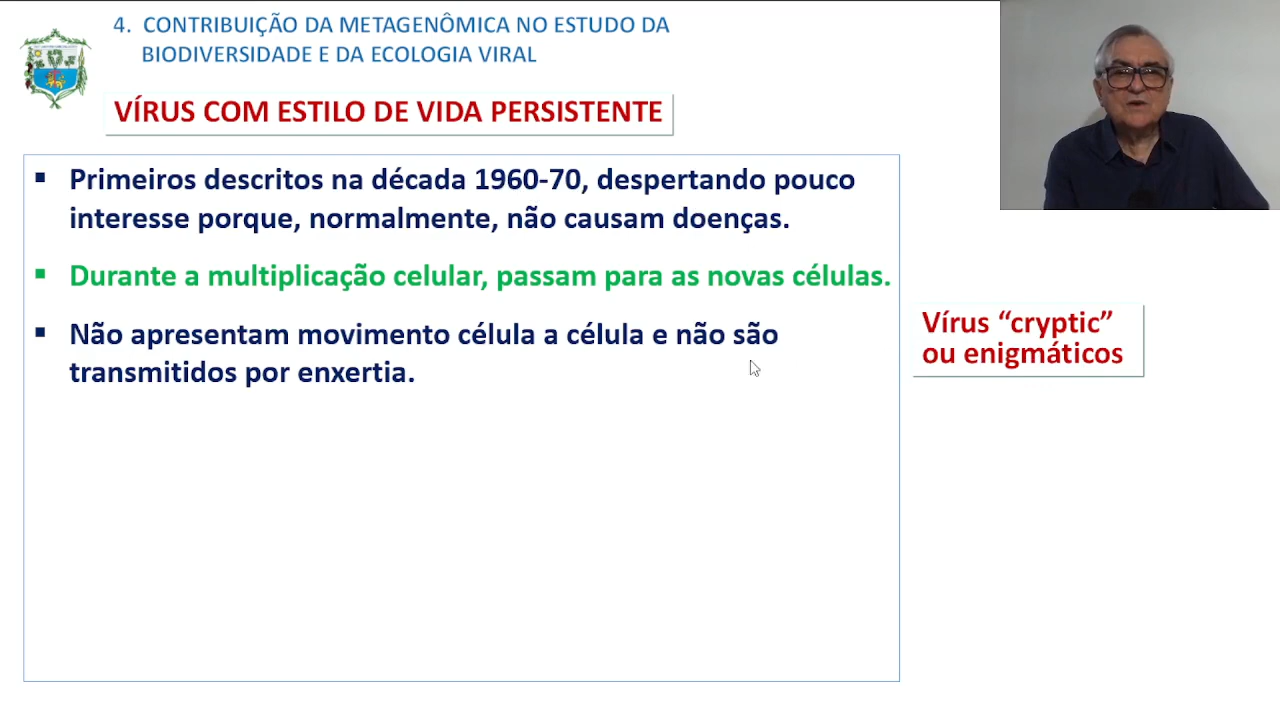 4. CONTRIBUIÇÃO DA METAGENÔMICA NO ESTUDO DA
BIODIVERSIDADE E DA ECOLOGIA VIRAL
VÍRUS COM ESTILO DE VIDA PERSISTENTE
▪ Primeiros descritos na década 1960-70, despertando pouco
interesse porque, normalmente, não causam doenças.
▪ Durante a multiplicação celular, passam para as novas células.
▪ Não apresentam movimento célula a célula e não são
transmitidos por enxertia.
Vírus “cryptic”
ou enigmáticos